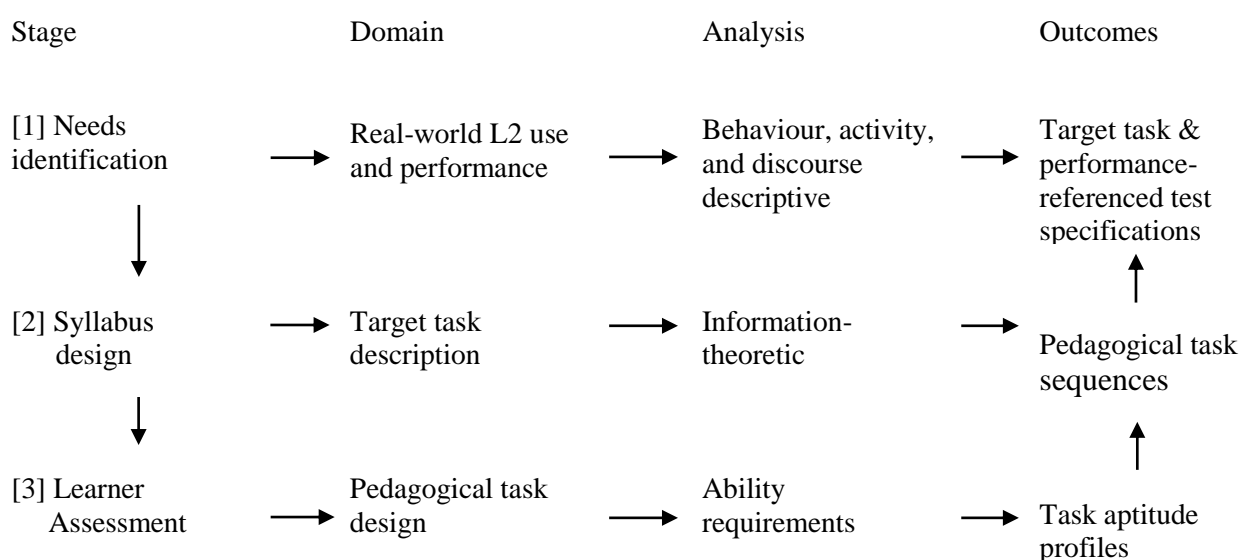 Stage Domain Analysis Outcomes
[1] Needs
identification
Real-world L2 use
and performance
Behaviour, activity,
and discourse
descriptive
Target task &
performance-
referenced test
specifications
[2] Syllabus
design
Target task
description
Information-
theoretic
Pedagogical task
sequences
[3] Learner
Assessment
Pedagogical task
design
Ability
requirements
Task aptitude
profiles